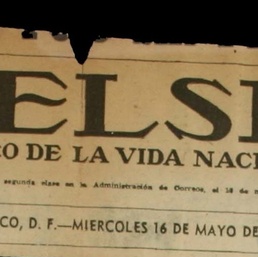 ELSI
O DE LA VIDA NACI
segunda clase en la Administración de Correos, el 18 de
CO, D. F.—MIERCOLES 16 DE MAYO DE